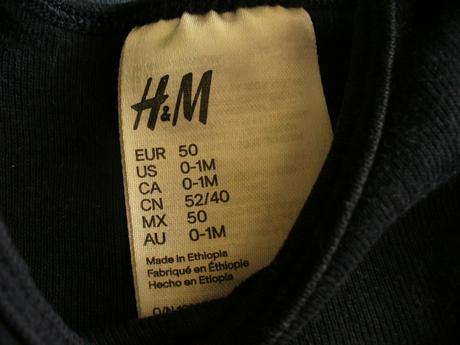 H&M
EUR 50
US 0-1M
CA 0-1M
CN 52/40
MX 50
AU 0-1M
Made in Ethiopia
Fabriqué en Éthiopie
Hecho en Etiopía
O/N